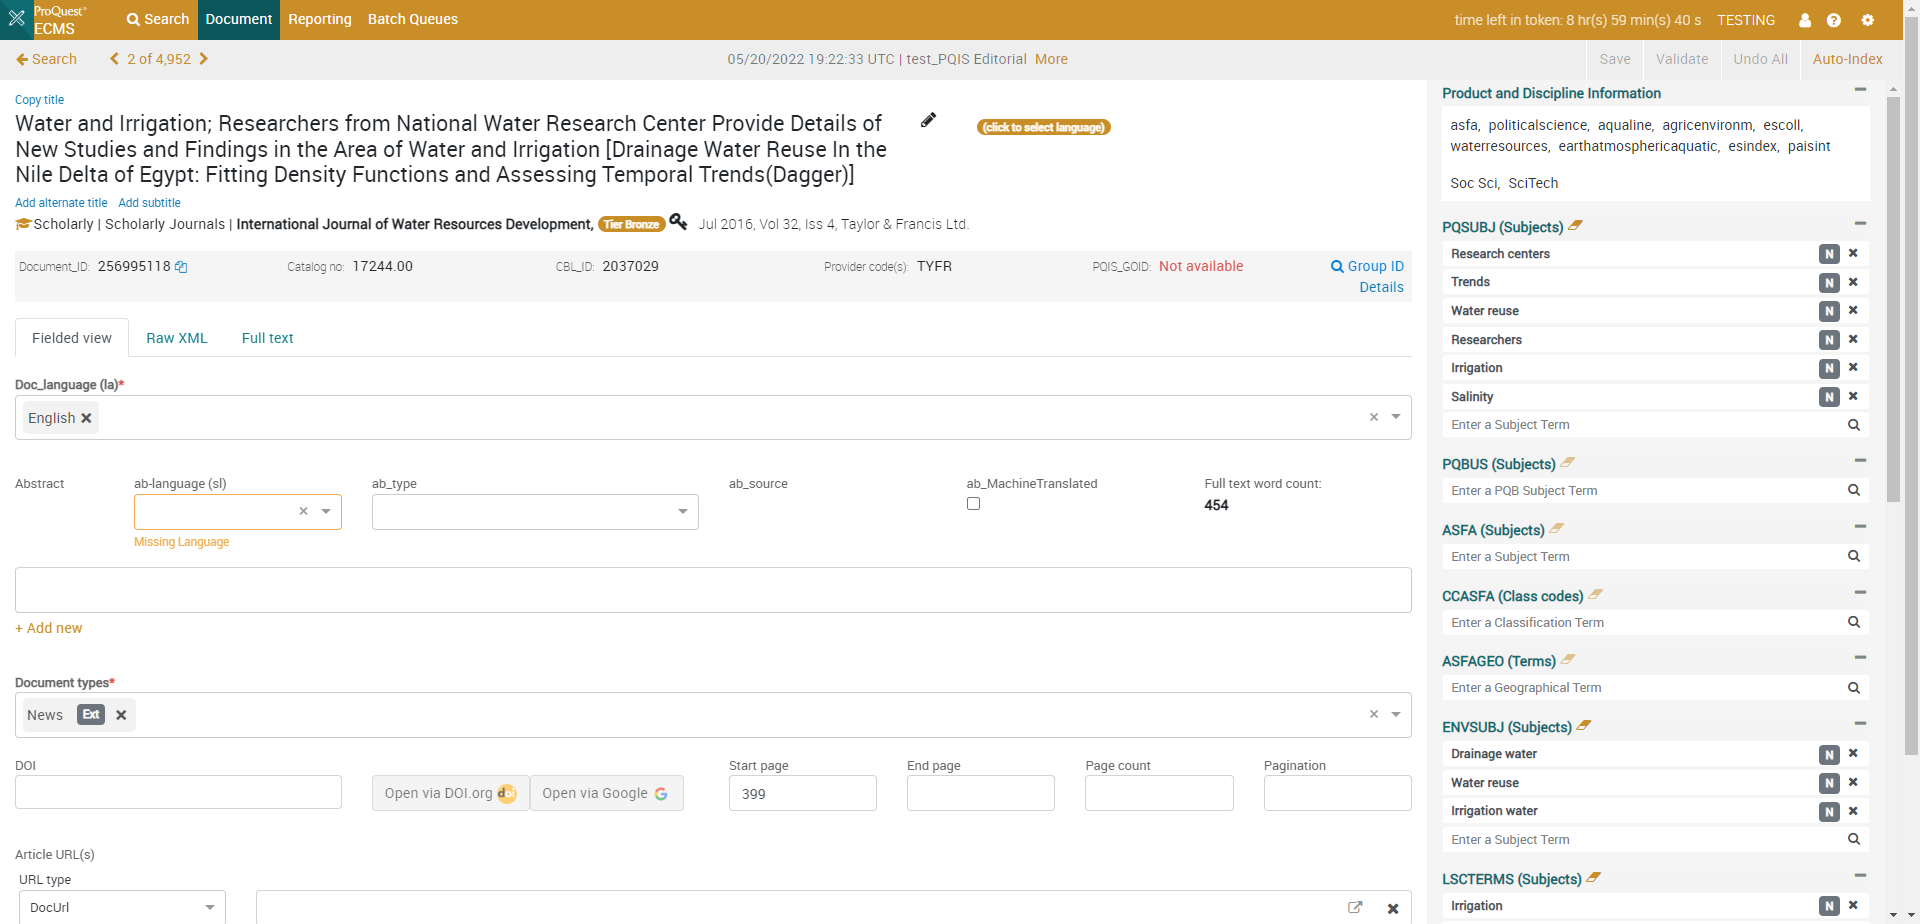 ProQuest
ECMS
Search
Document
Reporting
Batch Queues
time left in token: 8 hr(s) 59 min(s) 40 s
TESTING
Search
2 of 4,952
05/20/2022 19:22:33 UTC | test_PQIS Editorial More
Save
Validate
Undo All
Auto-Index
Copy title
Water and Irrigation; Researchers from National Water Research Center Provide Details of
New Studies and Findings in the Area of Water and Irrigation [Drainage Water Reuse In the
Nile Delta of Egypt: Fitting Density Functions and Assessing Temporal Trends(Dagger)]
(click to select language)
Add alternate title Add subtitle
Scholarly | Scholarly Journals | International Journal of Water Resources Development, Tier Bronze Jul 2016, Vol 32, Iss 4, Taylor & Francis Ltd.
Document_ID: 256995118
Catalog no: 17244.00
CBL_ID: 2037029
Provider code(s): TYFR
PQIS_GOID: Not available
Group ID
Details
Fielded view
Raw XML
Full text
Doc_language (la)*
English
Abstract
ab-language (sl)
ab_type
ab_source
ab_MachineTranslated
Full text word count:
454
Missing Language
+ Add new
Document types*
News Ext
DOI
Open via DOI.org doi
Open via Google G
Start page
399
End page
Page count
Pagination
Article URL(s)
URL type
DocUrl
Product and Discipline Information
asfa, politicalscience, aqualine, agricenvironm, escoll,
waterresources, earthatmosphericaquatic, esindex, paisint
Soc Sci, SciTech
PQSUBJ (Subjects)
Research centers N
Trends N
Water reuse N
Researchers N
Irrigation N
Salinity N
Enter a Subject Term
PQBUS (Subjects)
Enter a PQB Subject Term
ASFA (Subjects)
Enter a Subject Term
CCASFA (Class codes)
Enter a Classification Term
ASFAGEO (Terms)
Enter a Geographical Term
ENVSUBJ (Subjects)
Drainage water N
Water reuse N
Irrigation water N
Enter a Subject Term
LSCTERMS (Subjects)
Irrigation N